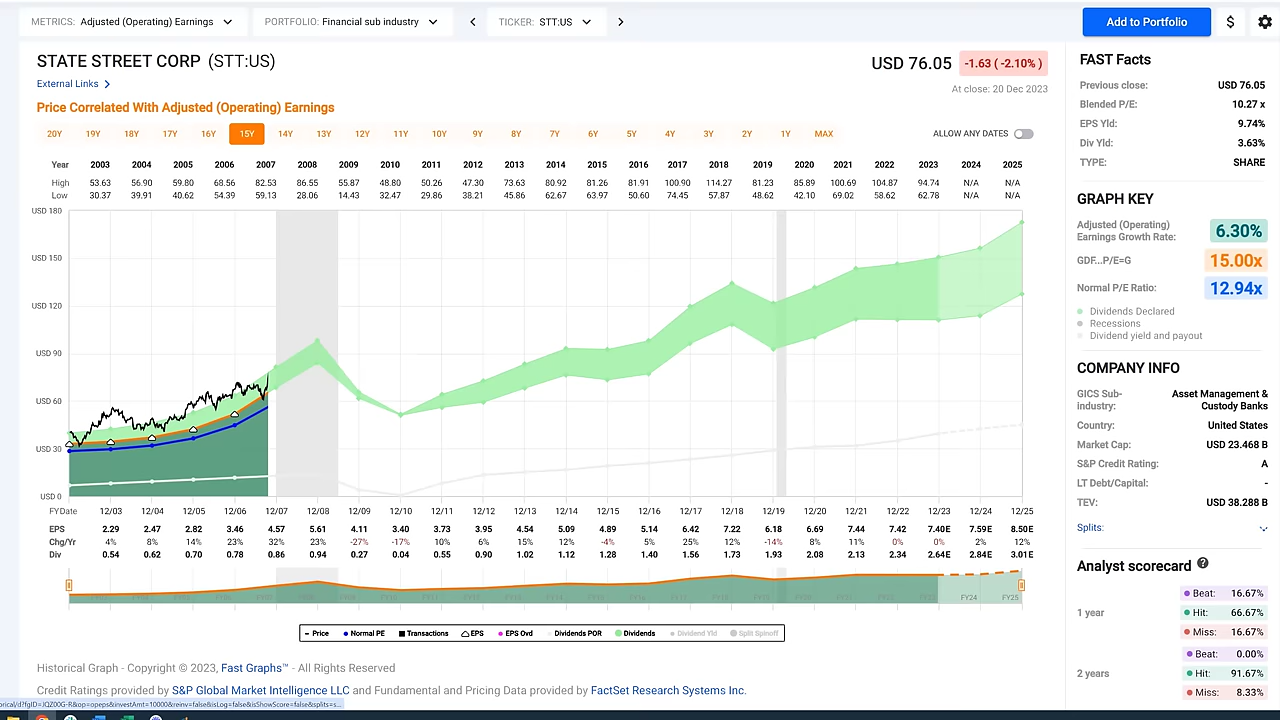 METRICS: Adjusted (Operating) Earnings PORTFOLIO: Financial sub industry TICKER: STT:US Add to Portfolio $
STATE STREET CORP (STT:US) USD 76.05 -1.63 ( -2.10% )
External Links At close: 20 Dec 2023
Price Correlated With Adjusted (Operating) Earnings
20Y 19Y 18Y 17Y 16Y 15Y 14Y 13Y 12Y 11Y 10Y 9Y 8Y 7Y 6Y 5Y 4Y 3Y 2Y 1Y MAX ALLOW ANY DATES
Year 2003 2004 2005 2006 2007 2008 2009 2010 2011 2012 2013 2014 2015 2016 2017 2018 2019 2020 2021 2022 2023 2024 2025
High 53.63 56.90 59.80 68.56 82.53 86.55 55.87 48.80 50.26 47.30 73.63 80.92 81.26 81.91 100.90 114.27 81.23 85.89 100.69 104.87 94.74 N/A N/A
Low 30.37 39.91 40.62 54.39 59.13 28.06 14.43 32.47 29.86 38.21 45.86 62.67 63.97 50.60 74.45 57.87 48.62 42.10 69.02 58.62 62.78 N/A N/A
USD 180
USD 150
USD 120
USD 90
USD 60
USD 30
USD 0
FYDate 12/03 12/04 12/05 12/06 12/07 12/08 12/09 12/10 12/11 12/12 12/13 12/14 12/15 12/16 12/17 12/18 12/19 12/20 12/21 12/22 12/23 12/24 12/25
EPS 2.29 2.47 2.82 3.46 4.57 5.61 4.11 3.40 3.73 3.95 4.54 5.09 4.89 5.14 6.42 7.22 6.18 6.69 7.44 7.42 7.40E 7.59E 8.50E
Chg/Yr 4% 8% 14% 23% 32% 23% -27% -17% 10% 6% 15% 12% -4% 5% 25% 12% -14% 8% 11% 0% 0% 2% 12%
Div 0.54 0.62 0.70 0.78 0.86 0.94 0.27 0.04 0.55 0.90 1.02 1.12 1.28 1.40 1.56 1.73 1.93 2.08 2.13 2.34 2.64E 2.84E 3.01E
FY24 FY25
Price Normal PE Transactions EPS EPS Ovd Dividends POR Dividends Dividend Yld Split Spinoff
Historical Graph - Copyright © 2023, Fast Graphs™ - All Rights Reserved
Credit Ratings provided by S&P Global Market Intelligence LLC and Fundamental and Pricing Data provided by FactSet Research Systems Inc.
FAST Facts
Previous close: USD 76.05
Blended P/E: 10.27 x
EPS Yld: 9.74%
Div Yld: 3.63%
TYPE: SHARE
GRAPH KEY
Adjusted (Operating) Earnings Growth Rate: 6.30%
GDF...P/E=G 15.00x
Normal P/E Ratio: 12.94x
Dividends Declared
Recessions
Dividend yield and payout
COMPANY INFO
GICS Sub-industry: Asset Management & Custody Banks
Country: United States
Market Cap: USD 23.468 B
S&P Credit Rating: A
LT Debt/Capital: -
TEV: USD 38.288 B
Splits:
Analyst scorecard ?
1 year Beat: 16.67%
Hit: 66.67%
Miss: 16.67%
2 years Beat: 0.00%
Hit: 91.67%
Miss: 8.33%